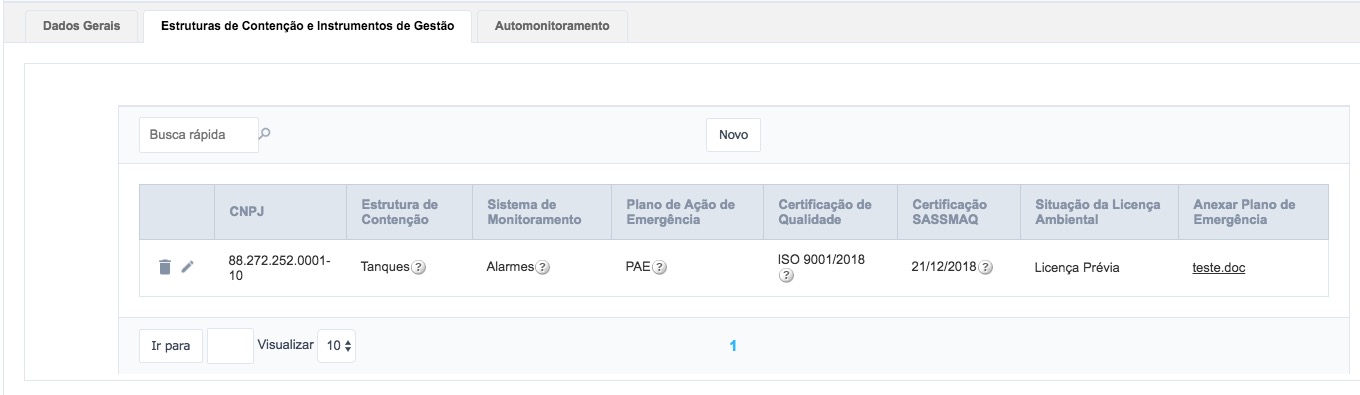 Dados Gerais Estruturas de Contenção e Instrumentos de Gestão Automonitoramento
Busca rápida Novo
CNPJ Estrutura de Contenção Sistema de Monitoramento Plano de Ação de Emergência Certificação de Qualidade Certificação SASSMAQ Situação da Licença Ambiental Anexar Plano de Emergência
88.272.252.0001-10 Tanques ? Alarmes ? PAE ? ISO 9001/2018 ? 21/12/2018 ? Licença Prévia teste.doc
Ir para Visualizar 10 1